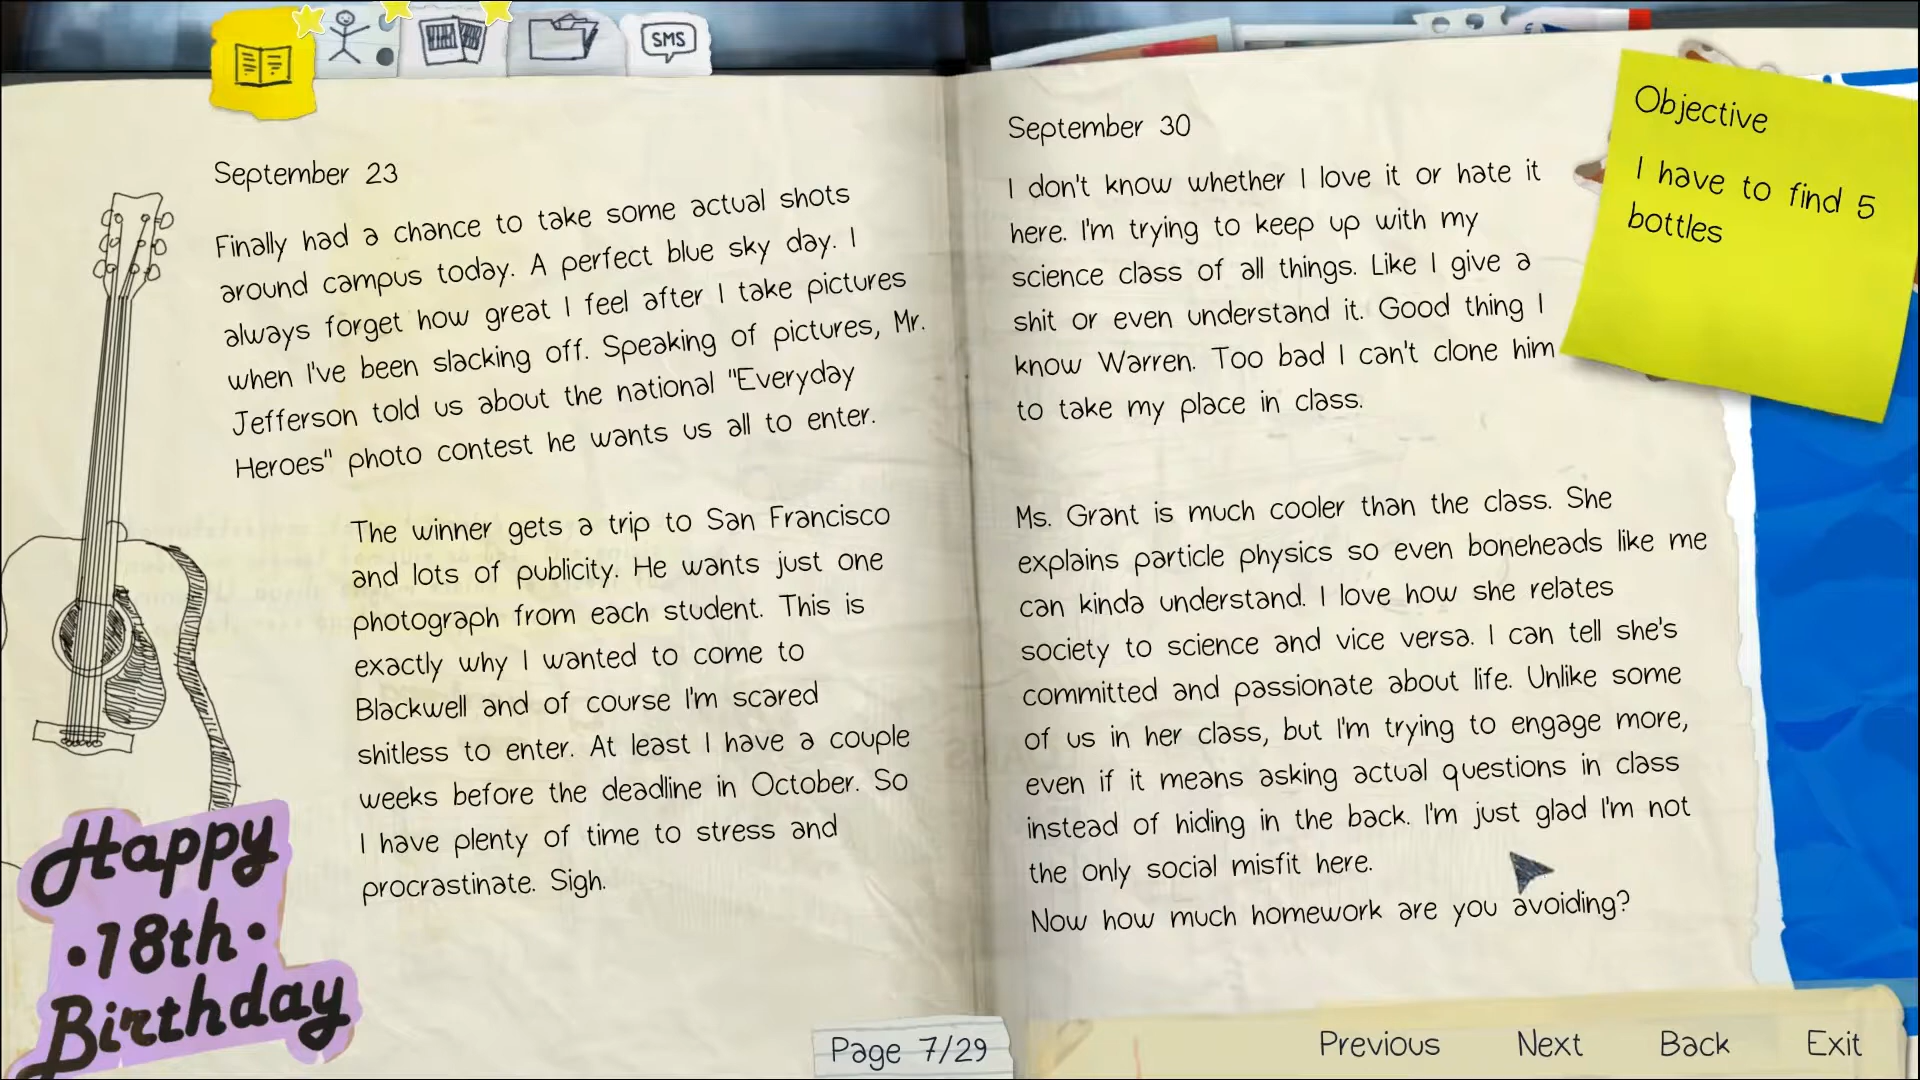 SMS
September 23
Finally had a chance to take some actual shots
around campus today. A perfect blue sky day. I
always forget how great I feel after I take pictures
when I've been slacking off. Speaking of pictures, Mr.
Jefferson told us about the national "Everyday
Heroes" photo contest he wants us all to enter.
The winner gets a trip to San Francisco
and lots of publicity. He wants just one
photograph from each student. This is
exactly why I wanted to come to
Blackwell and of course I'm scared
shitless to enter. At least I have a couple
weeks before the deadline in October. So
I have plenty of time to stress and
procrastinate. Sigh.
Happy
•18th•
Birthday
Page 7/29
September 30
I don't know whether I love it or hate it
here. I'm trying to keep up with my
science class of all things. Like I give a
shit or even understand it. Good thing I
know Warren. Too bad I can't clone him
to take my place in class.
Ms. Grant is much cooler than the class. She
explains particle physics so even boneheads like me
can kinda understand. I love how she relates
society to science and vice versa. I can tell she's
committed and passionate about life. Unlike some
of us in her class, but I'm trying to engage more,
even if it means asking actual questions in class
instead of hiding in the back. I'm just glad I'm not
the only social misfit here.
Now how much homework are you avoiding?
Objective
I have to find 5
bottles
Previous Next Back Exit